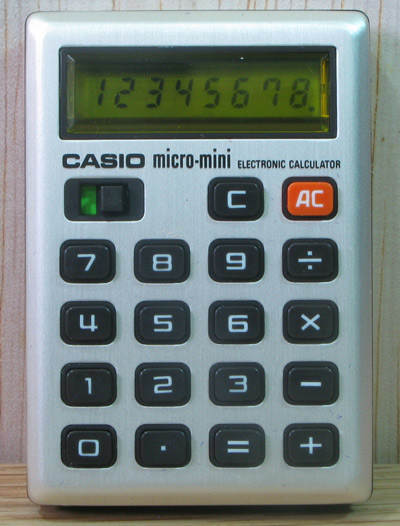 12345678.
CASIO micro-mini ELECTRONIC CALCULATOR
C AC
7 8 9 ÷
4 5 6 ×
1 2 3 −
0 . = +